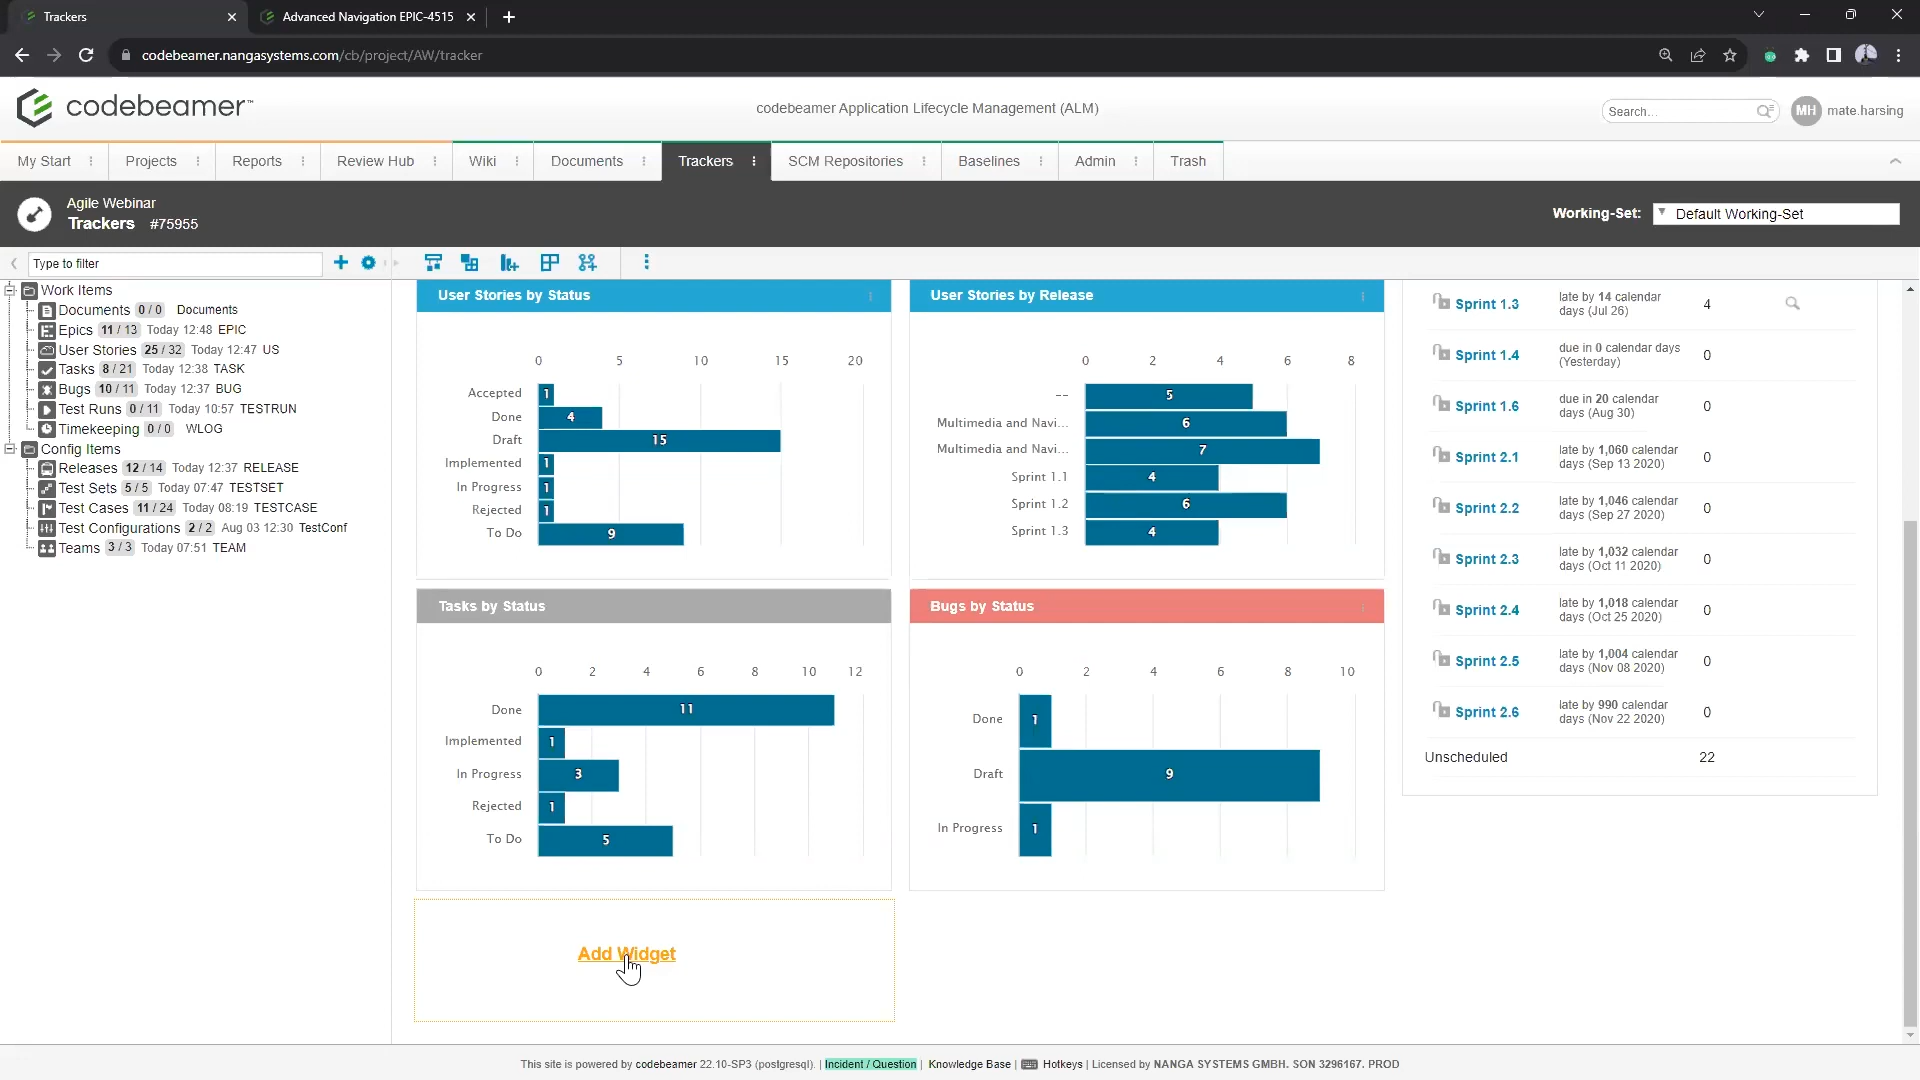 Trackers
Advanced Navigation EPIC-4515
codebeamer.nangasystems.com/cb/project/AW/tracker
codebeamer™
codebeamer Application Lifecycle Management (ALM)
Search...
MH mate.harsing
My Start Projects Reports Review Hub Wiki Documents Trackers SCM Repositories Baselines Admin Trash
Agile Webinar
Trackers #75955
Working-Set: Default Working-Set
Type to filter
Work Items
Documents 0 / 0 Documents
Epics 11 / 13 Today 12:48 EPIC
User Stories 25 / 32 Today 12:47 US
Tasks 8 / 21 Today 12:38 TASK
Bugs 10 / 11 Today 12:37 BUG
Test Runs 0 / 11 Today 10:57 TESTRUN
Timekeeping 0 / 0 WLOG
Config Items
Releases 12 / 14 Today 12:37 RELEASE
Test Sets 5 / 5 Today 07:47 TESTSET
Test Cases 11 / 24 Today 08:19 TESTCASE
Test Configurations 2 / 2 Aug 03 12:30 TestConf
Teams 3 / 3 Today 07:51 TEAM
User Stories by Status
0 5 10 15 20
Accepted 1
Done 4
Draft 15
Implemented 1
In Progress 1
Rejected 1
To Do 9
User Stories by Release
0 2 4 6 8
-- 5
Multimedia and Navi... 6
Multimedia and Navi... 7
Sprint 1.1 4
Sprint 1.2 6
Sprint 1.3 4
Tasks by Status
0 2 4 6 8 10 12
Done 11
Implemented 1
In Progress 3
Rejected 1
To Do 5
Bugs by Status
0 2 4 6 8 10
Done 1
Draft 9
In Progress 1
Sprint 1.3 late by 14 calendar 4
days (Jul 26)
Sprint 1.4 due in 0 calendar days 0
(Yesterday)
Sprint 1.6 due in 20 calendar 0
days (Aug 30)
Sprint 2.1 late by 1,060 calendar 0
days (Sep 13 2020)
Sprint 2.2 late by 1,046 calendar 0
days (Sep 27 2020)
Sprint 2.3 late by 1,032 calendar 0
days (Oct 11 2020)
Sprint 2.4 late by 1,018 calendar 0
days (Oct 25 2020)
Sprint 2.5 late by 1,004 calendar 0
days (Nov 08 2020)
Sprint 2.6 late by 990 calendar 0
days (Nov 22 2020)
Unscheduled 22
Add Widget
This site is powered by codebeamer 22.10-SP3 (postgresql). | Incident / Question | Knowledge Base | Hotkeys | Licensed by NANGA SYSTEMS GMBH. SON 3296167. PROD